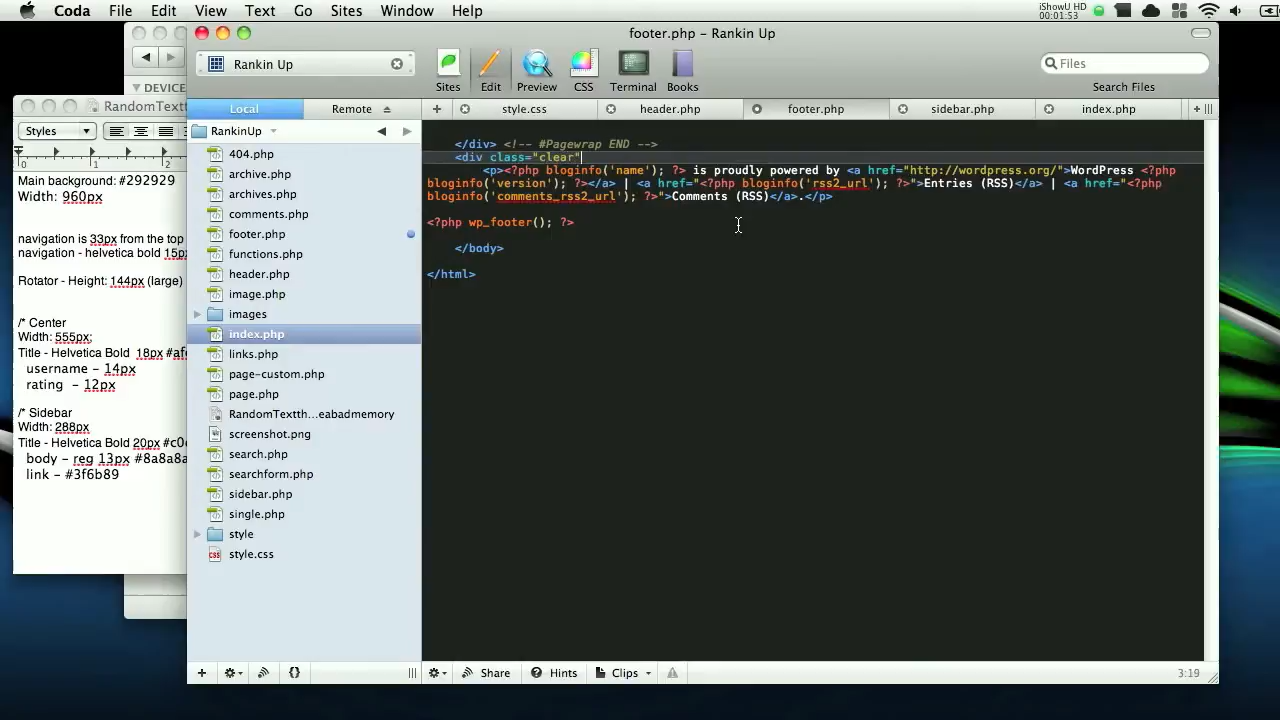 Coda File Edit View Text Go Sites Window Help
iShowU HD
00:01:53
footer.php – Rankin Up
Rankin Up
Sites Edit Preview CSS Terminal Books
Files
Search Files
Local Remote
style.css header.php footer.php sidebar.php index.php
DEVICE
RandomTextt
Styles
0 1 2
Main background: #292929
Width: 960px
navigation is 33px from the top
navigation - helvetica bold 15px
Rotator - Height: 144px (large)
/* Center
Width: 555px;
Title - Helvetica Bold 18px #afe
username – 14px
rating – 12px
/* Sidebar
Width: 288px
Title - Helvetica Bold 20px #c0
body – reg 13px #8a8a8a
link – #3f6b89
RankinUp
404.php
archive.php
archives.php
comments.php
footer.php
functions.php
header.php
image.php
images
index.php
links.php
page-custom.php
page.php
RandomTextth...eabadmemory
screenshot.png
search.php
searchform.php
sidebar.php
single.php
style
style.css
</div> <!-- #Pagewrap END -->
<div class="clear"
<p><?php bloginfo('name'); ?> is proudly powered by <a href="http://wordpress.org/">WordPress <?php
bloginfo('version'); ?></a> | <a href="<?php bloginfo('rss2_url'); ?>">Entries (RSS)</a> | <a href="<?php
bloginfo('comments_rss2_url'); ?>">Comments (RSS)</a>.</p>
<?php wp_footer(); ?>
</body>
</html>
Share Hints Clips
3:19